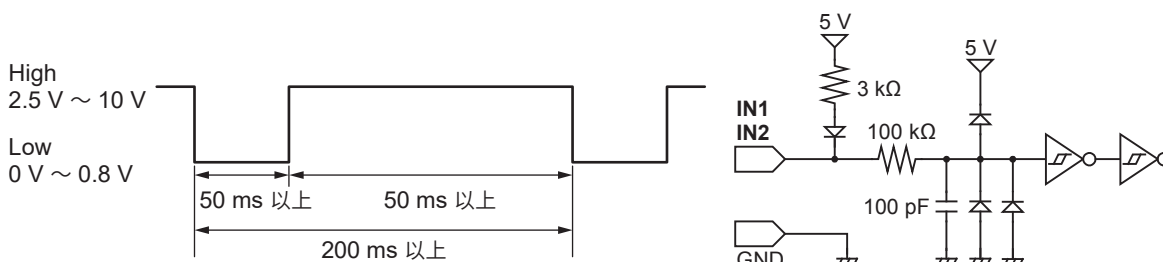 High
2.5 V ～ 10 V
Low
0 V ～ 0.8 V
50 ms 以上
50 ms 以上
200 ms 以上
5 V
5 V
3 kΩ
IN1
IN2
100 kΩ
100 pF
GND